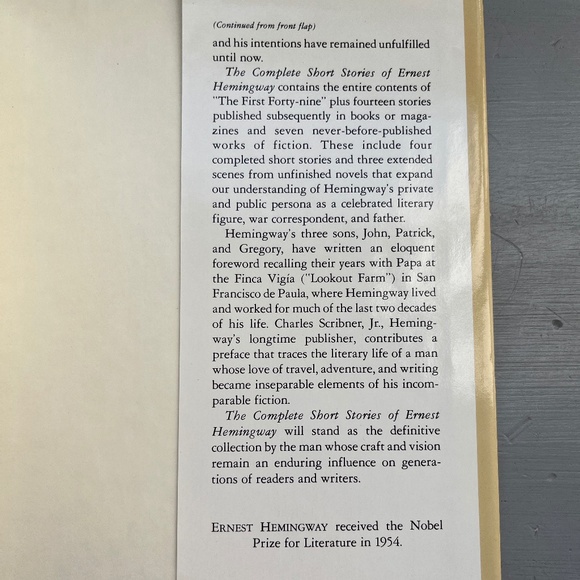 (Continued from front flap)
and his intentions have remained unfulfilled
until now.
The Complete Short Stories of Ernest
Hemingway contains the entire contents of
"The First Forty-nine" plus fourteen stories
published subsequently in books or maga-
zines and seven never-before-published
works of fiction. These include four
completed short stories and three extended
scenes from unfinished novels that expand
our understanding of Hemingway's private
and public persona as a celebrated literary
figure, war correspondent, and father.
Hemingway's three sons, John, Patrick,
and Gregory, have written an eloquent
foreword recalling their years with Papa at
the Finca Vigía ("Lookout Farm") in San
Francisco de Paula, where Hemingway lived
and worked for much of the last two decades
of his life. Charles Scribner, Jr., Heming-
way's longtime publisher, contributes a
preface that traces the literary life of a man
whose love of travel, adventure, and writing
became inseparable elements of his incom-
parable fiction.
The Complete Short Stories of Ernest
Hemingway will stand as the definitive
collection by the man whose craft and vision
remain an enduring influence on genera-
tions of readers and writers.
ERNEST HEMINGWAY received the Nobel
Prize for Literature in 1954.